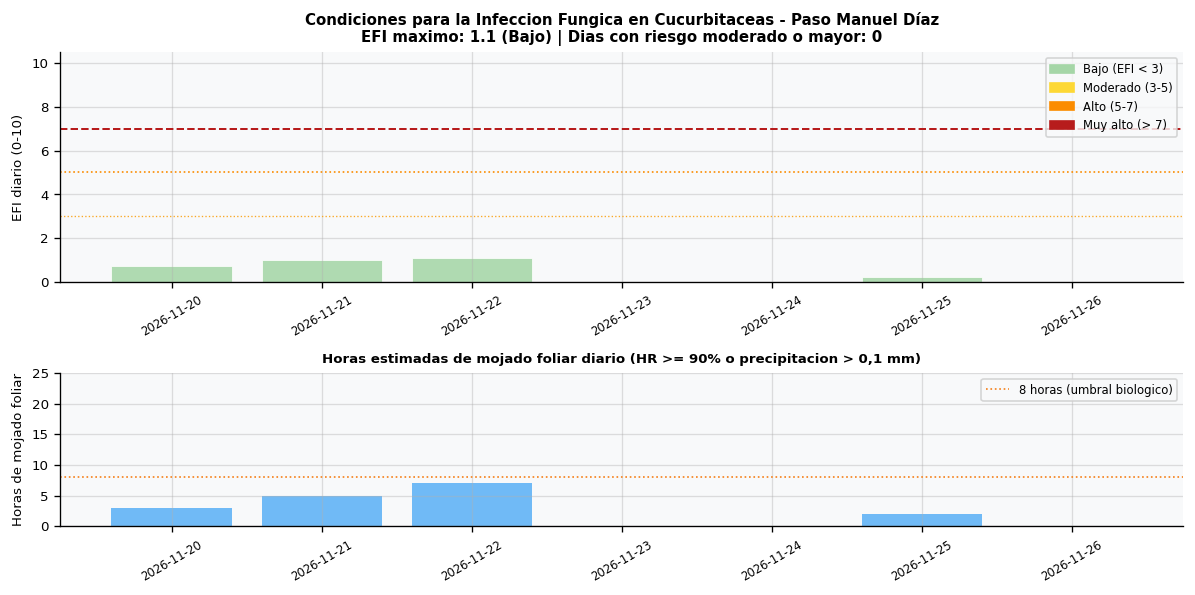 Condiciones para la Infeccion Fungica en Cucurbitaceas - Paso Manuel Díaz
EFI maximo: 1.1 (Bajo) | Dias con riesgo moderado o mayor: 0
EFI diario (0-10)
10
8
6
4
2
0
Bajo (EFI < 3)
Moderado (3-5)
Alto (5-7)
Muy alto (> 7)
2026-11-20
2026-11-21
2026-11-22
2026-11-23
2026-11-24
2026-11-25
2026-11-26
Horas estimadas de mojado foliar diario (HR >= 90% o precipitacion > 0,1 mm)
Horas de mojado foliar
25
20
15
10
5
0
8 horas (umbral biologico)
2026-11-20
2026-11-21
2026-11-22
2026-11-23
2026-11-24
2026-11-25
2026-11-26